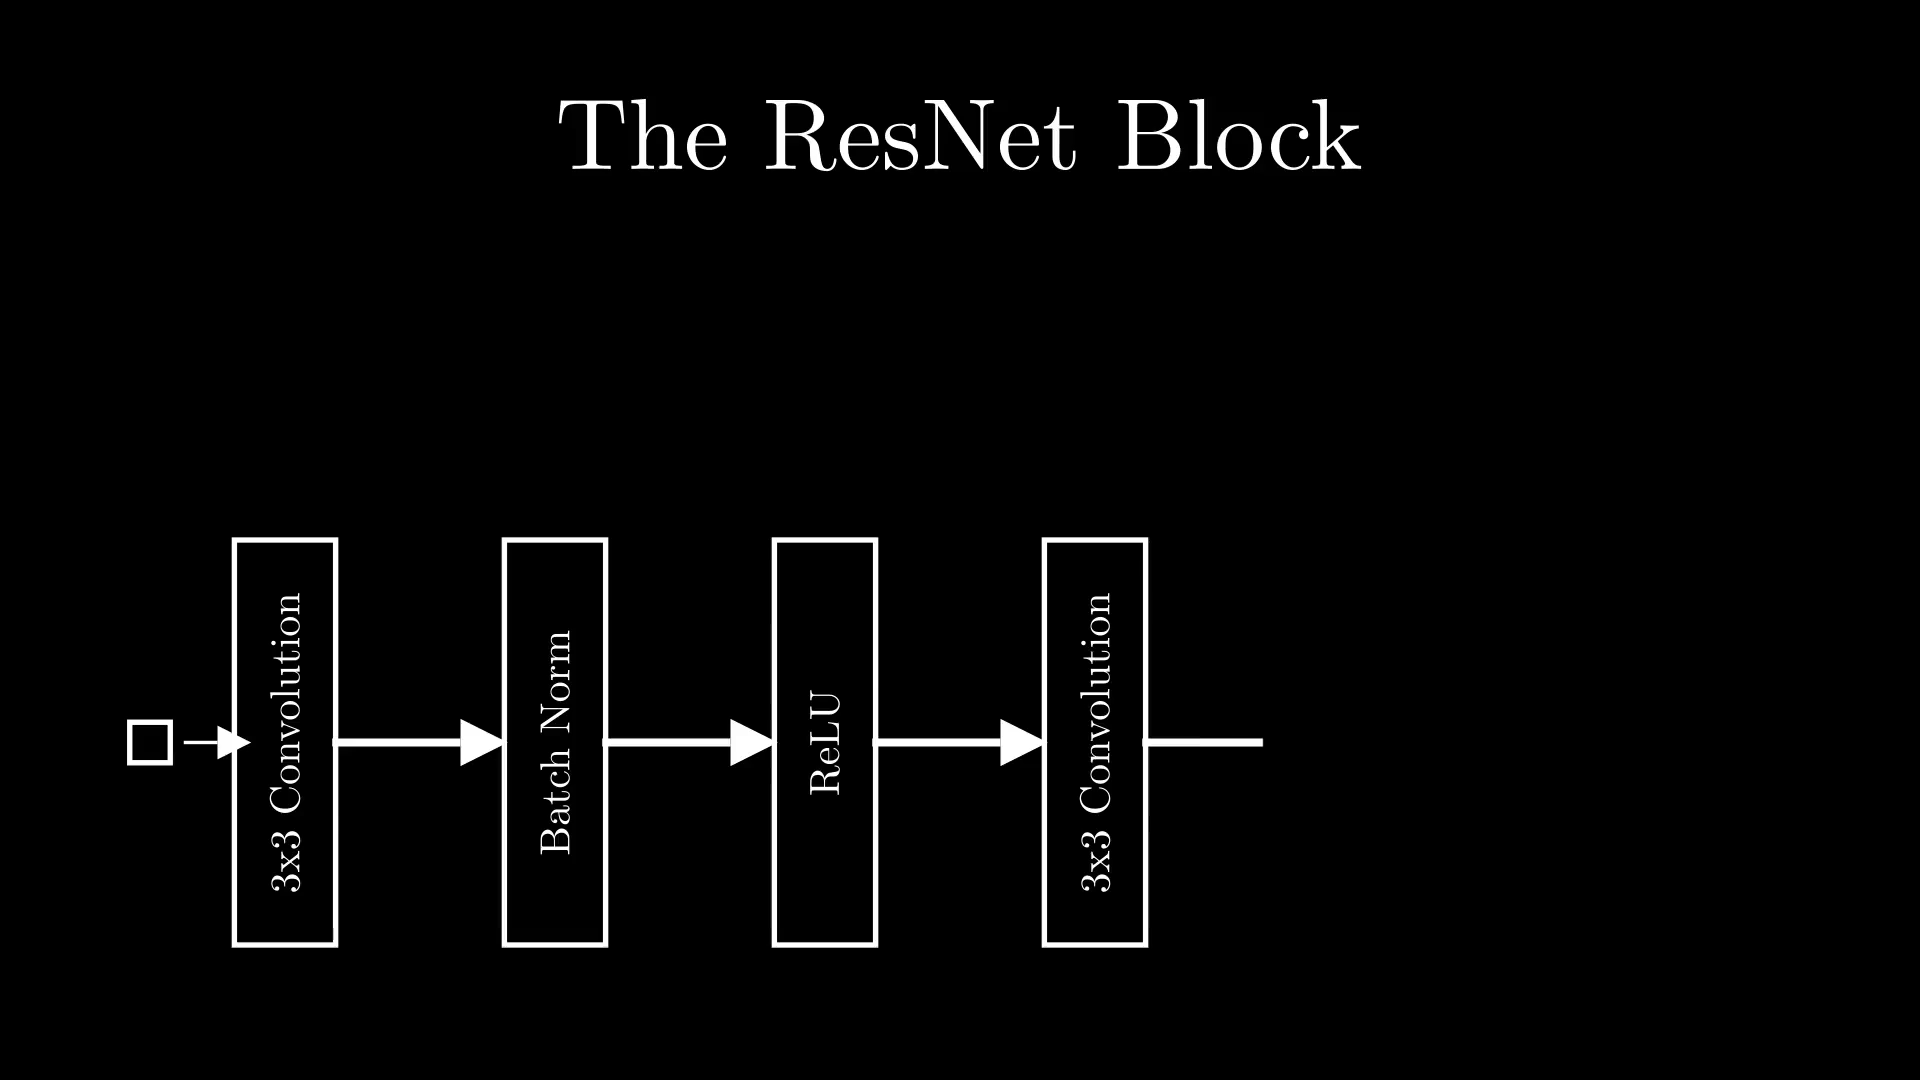 The ResNet Block
3x3 Convolution
Batch Norm
ReLU
3x3 Convolution